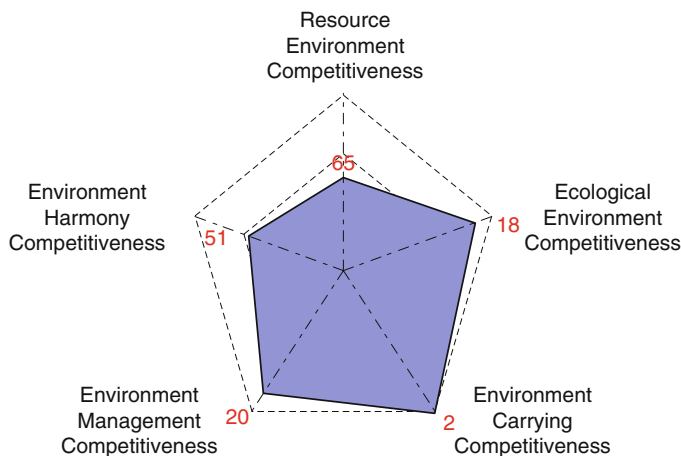 Resource
Environment
Competitiveness
65
Environment
Harmony
Competitiveness
51
Ecological
Environment
Competitiveness
18
Environment
Management
Competitiveness
20
Environment
Carrying
Competitiveness
2